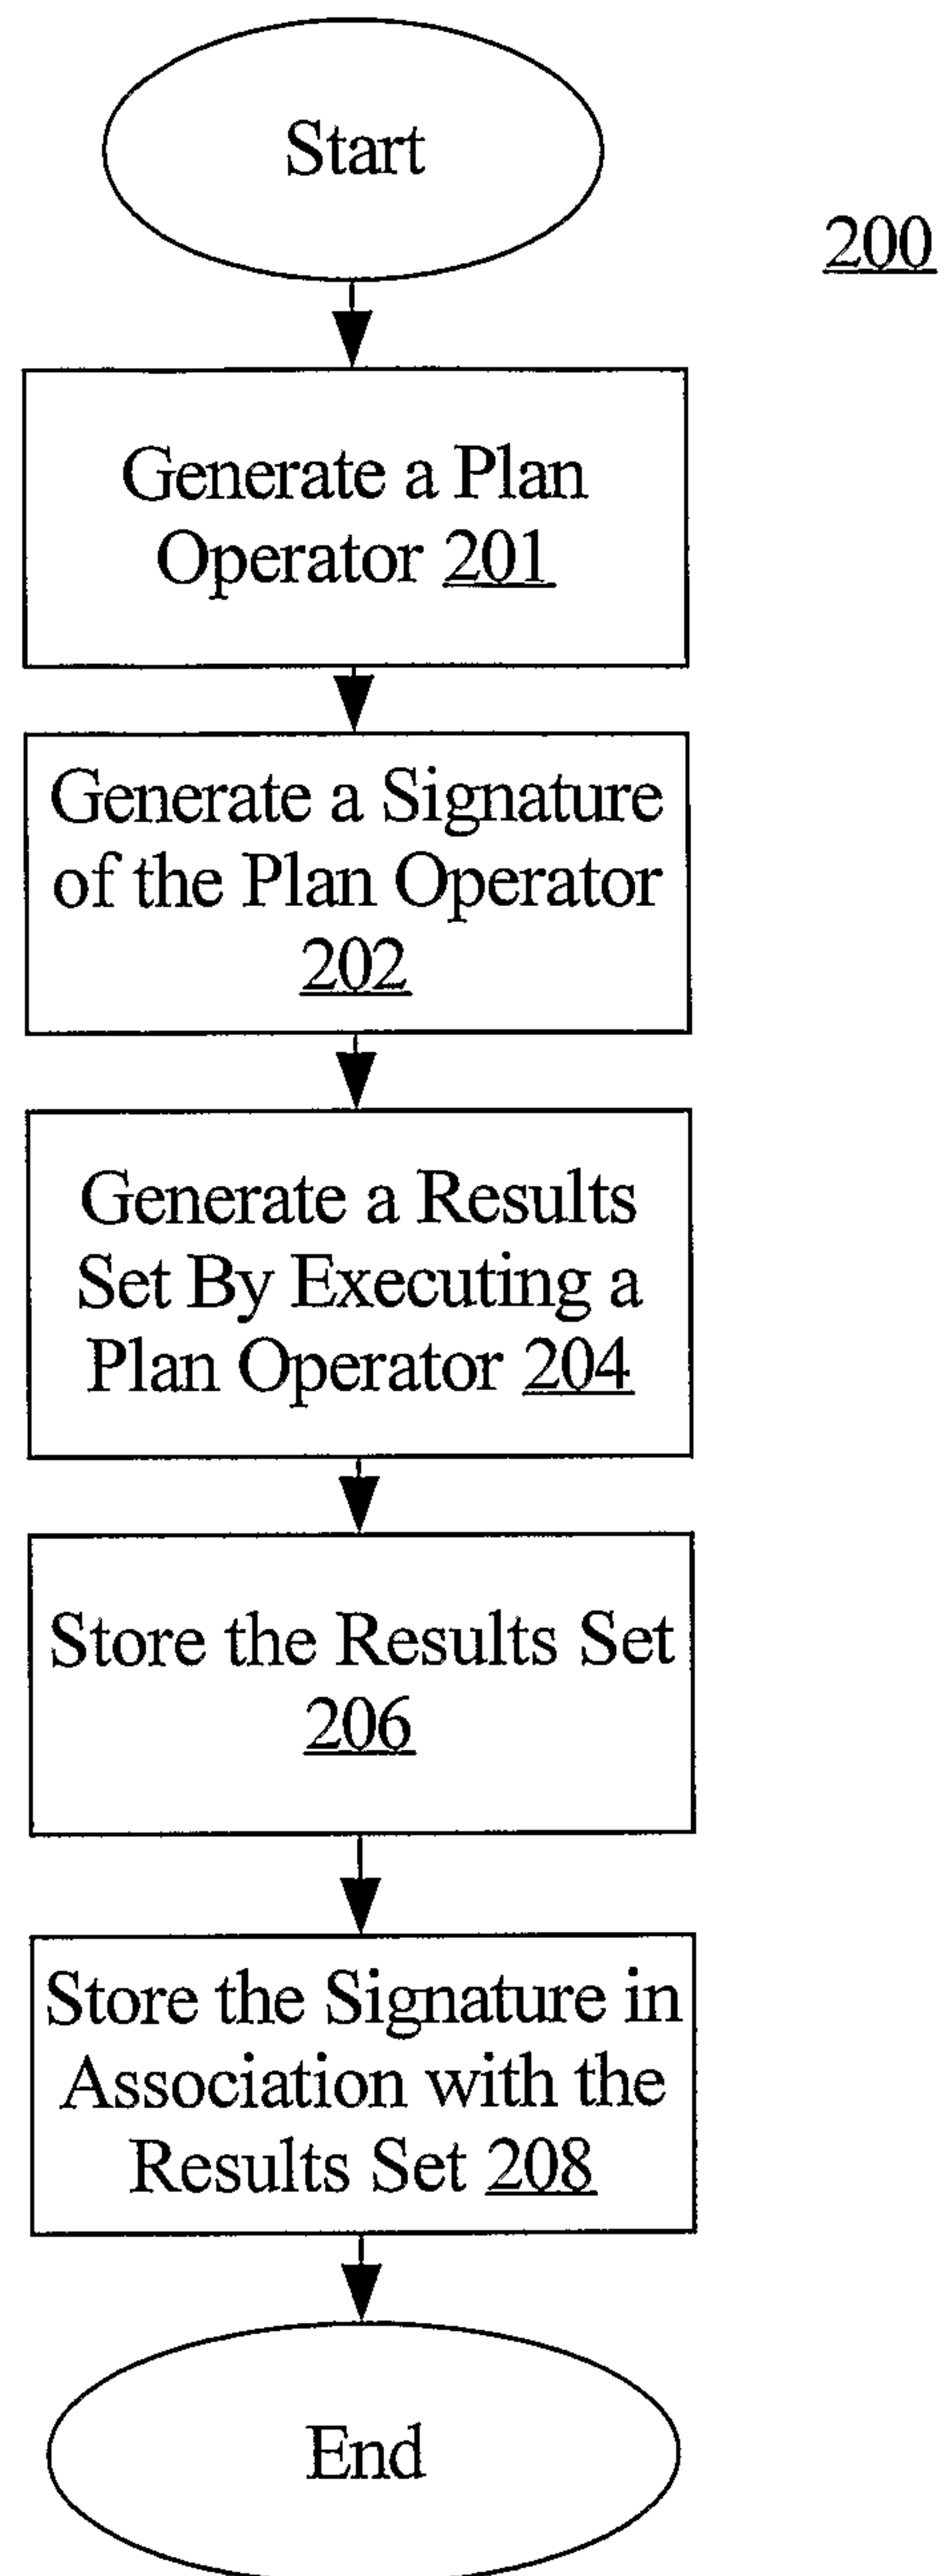 Start
200
Generate a Plan
Operator 201
Generate a Signature
of the Plan Operator
202
Generate a Results
Set By Executing a
Plan Operator 204
Store the Results Set
206
Store the Signature in
Association with the
Results Set 208
End